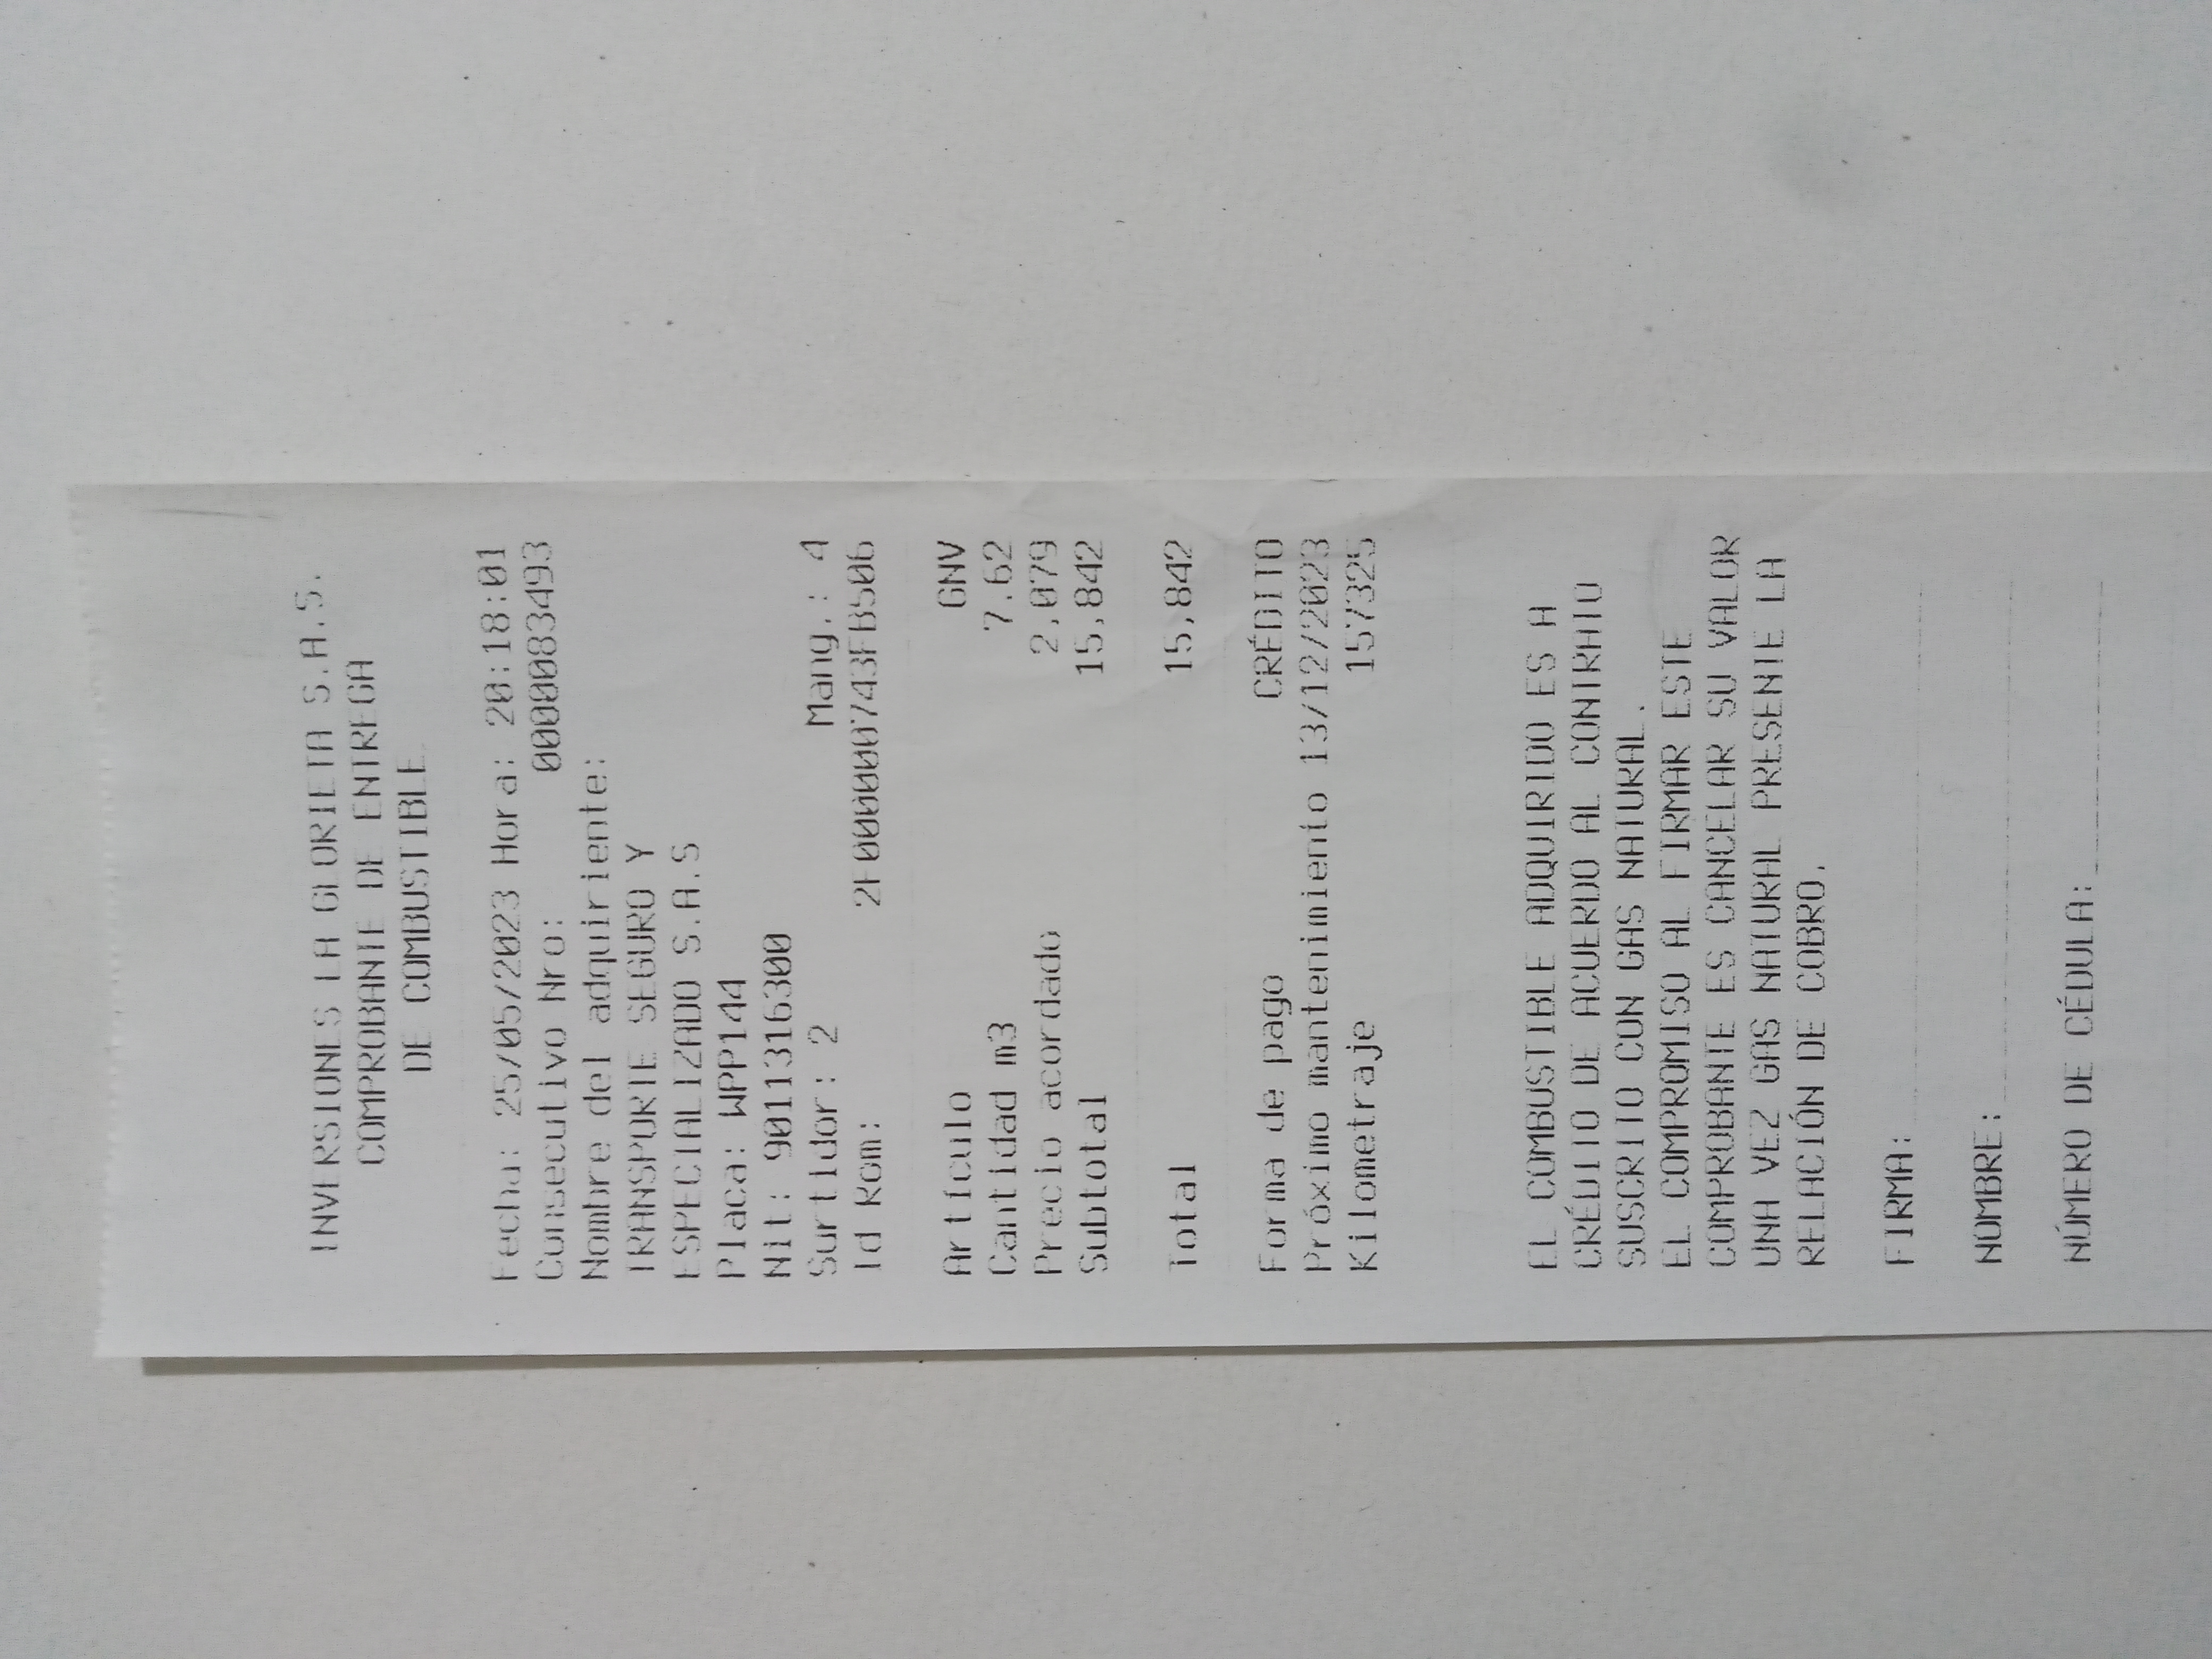 INVERSIONES LA GLORIETA S.A.S.
COMPROBANTE DE ENTREGA
DE COMBUSTIBLE
Fecha: 25/05/2023 Hora: 20:18:01
Consecutivo Nro: 0000083493
Nombre del adquiriente:
TRANSPORTE SEGURO Y
ESPECIALIZADO S.A.S
Placa: WPP144
Nit: 9011316300
Surtidor: 2 Mang.: 4
Id Rom:
2F00000743FB506
Artículo GNV
Cantidad m3 7.62
Precio acordado 2,079
Subtotal 15,842
Total 15,842
Forma de pago CRÉDITO
Próximo mantenimiento 13/12/2023
Kilometraje 157325
EL COMBUSTIBLE ADQUIRIDO ES A
CRÉDITO DE ACUERDO AL CONTRATO
SUSCRITO CON GAS NATURAL.
EL COMPROMISO AL FIRMAR ESTE
COMPROBANTE ES CANCELAR SU VALOR
UNA VEZ GAS NATURAL PRESENTE LA
RELACIÓN DE COBRO.
FIRMA:
NOMBRE:
NÚMERO DE CÉDULA: